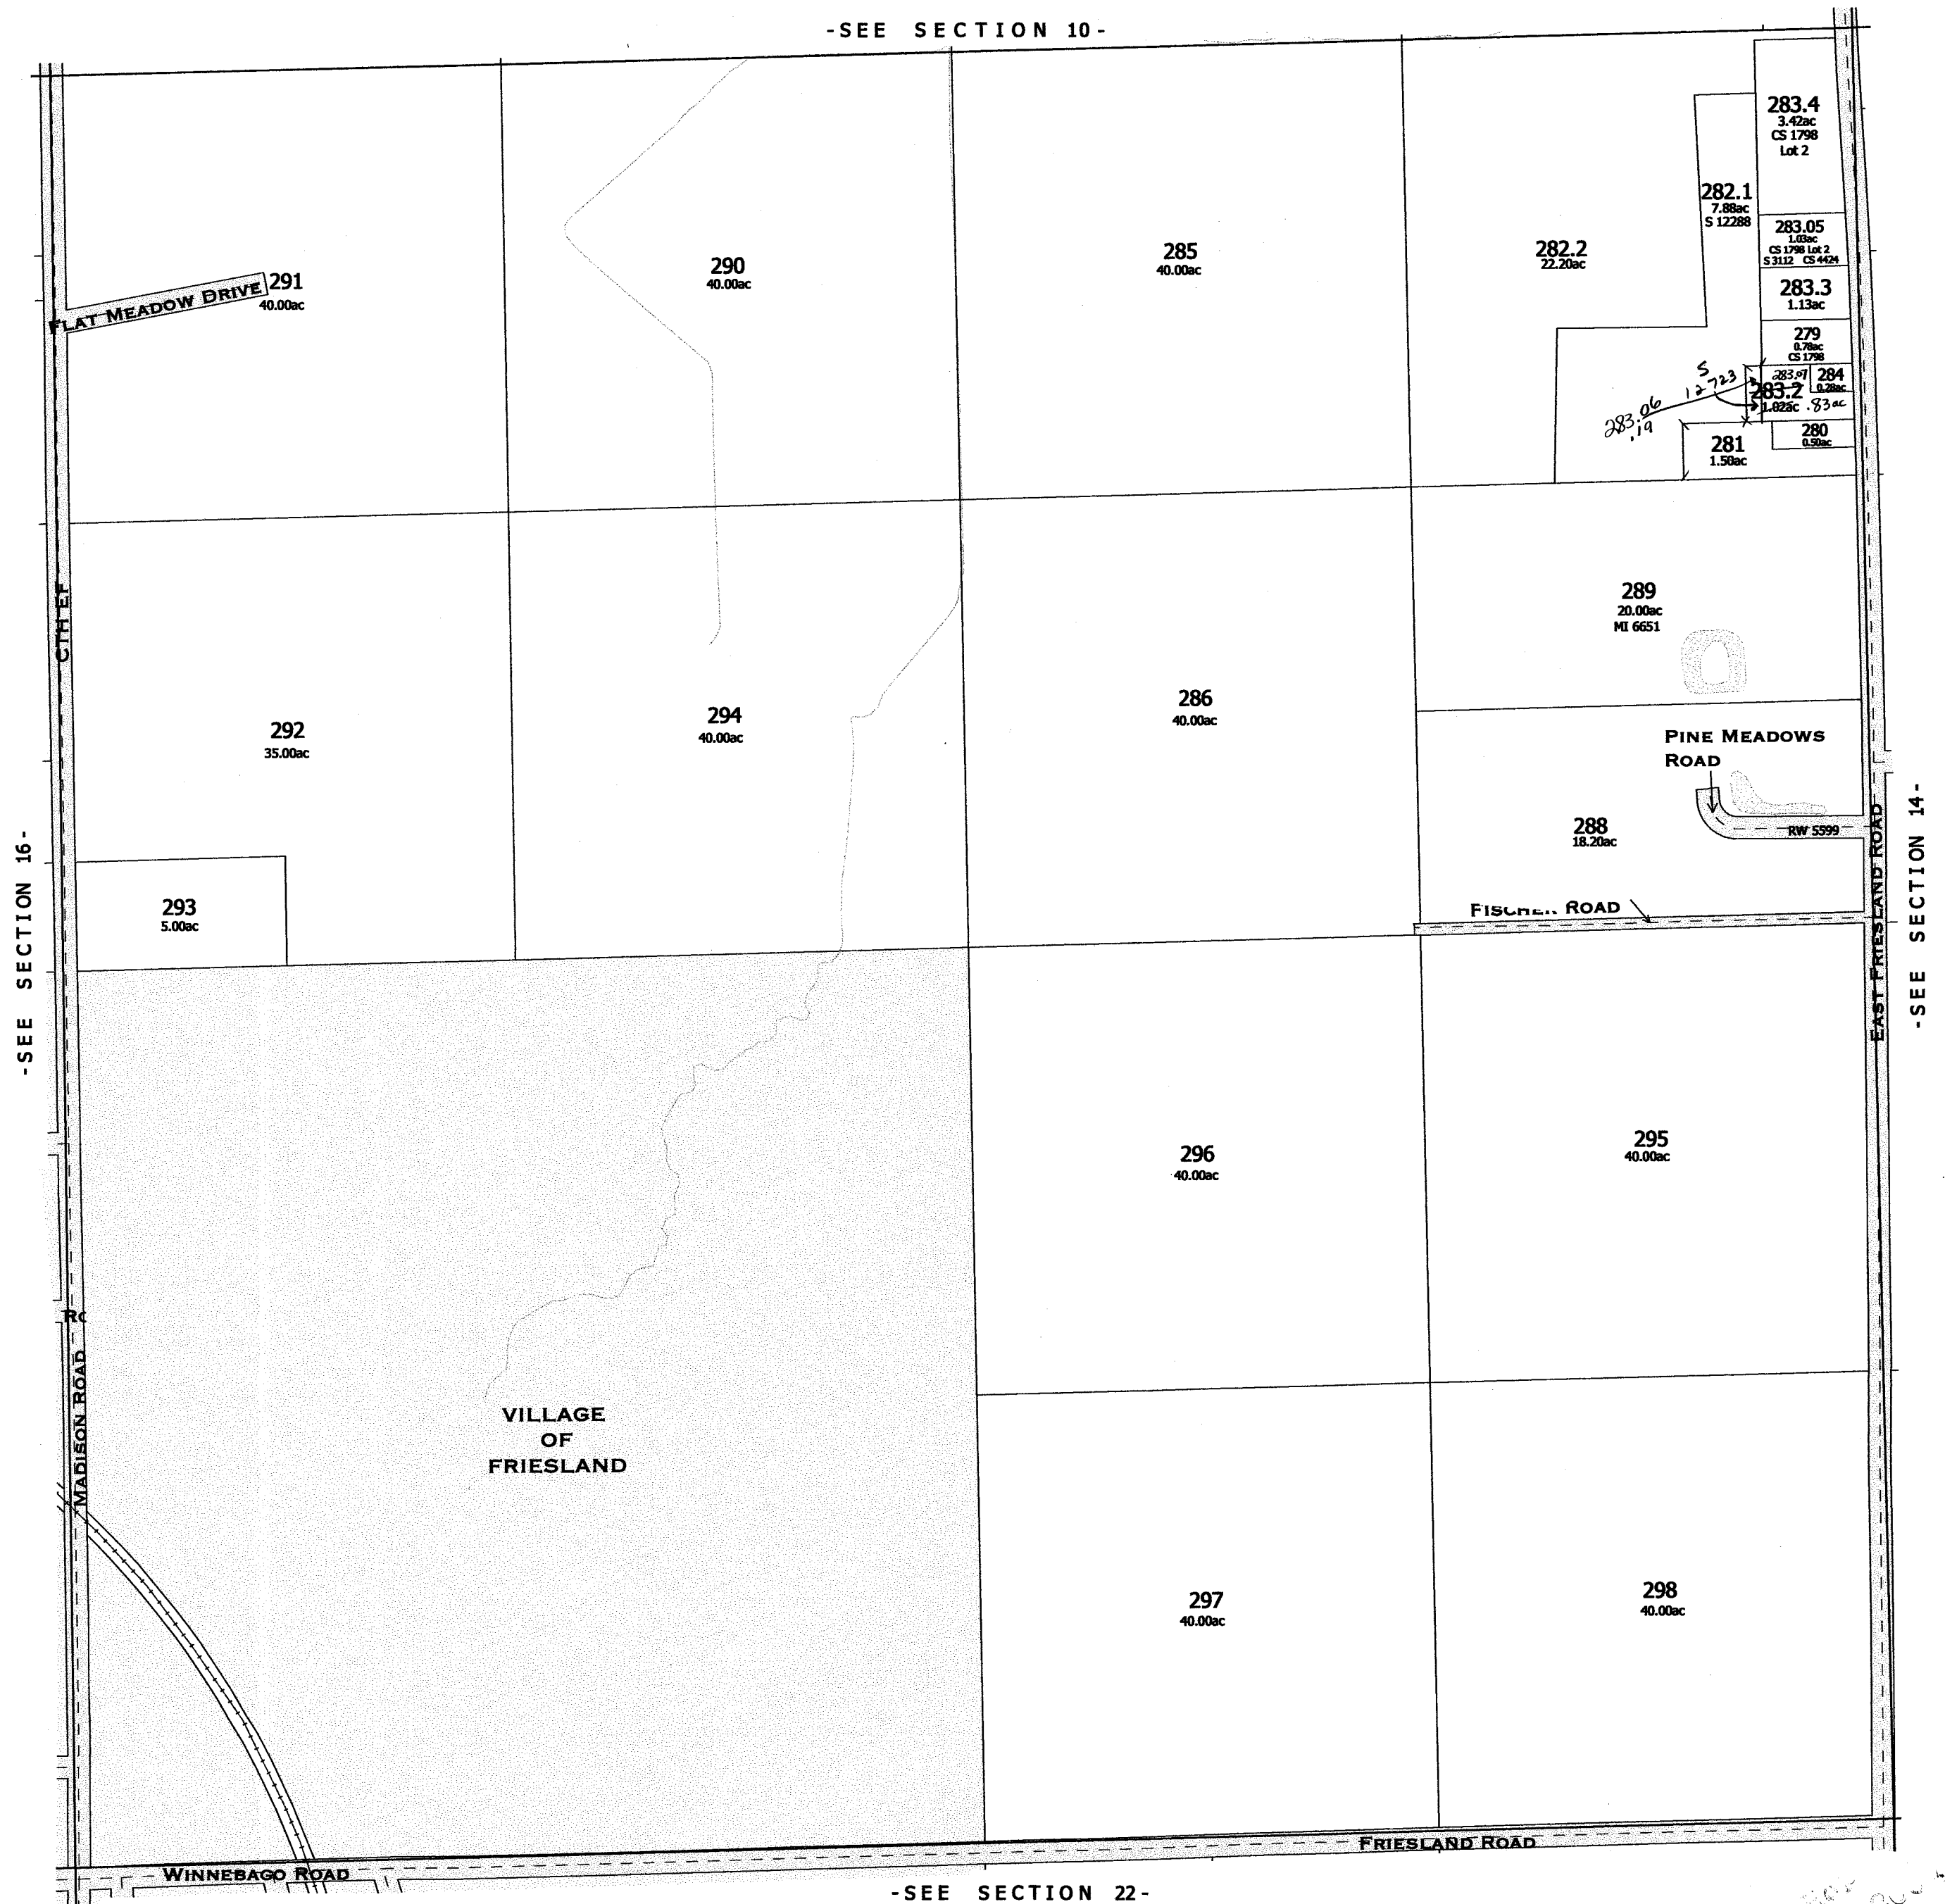 -SEE SECTION 10-
283.4
3.42ac
CS 1798
Lot 2
282.1
7.88ac
S 12288
283.05
1.03ac
CS 1798 Lot 2
S 3112 CS 4424
283.3
1.13ac
279
0.78ac
CS 1798
283.07
284
0.28ac
283.2
1.02ac
.83ac
S
12723
283.06
.19
280
0.50ac
281
1.50ac
282.2
22.20ac
285
40.00ac
290
40.00ac
291
40.00ac
FLAT MEADOW DRIVE
CTH EF
289
20.00ac
MI 6651
286
40.00ac
294
40.00ac
292
35.00ac
PINE MEADOWS
ROAD
RW 5599
288
18.20ac
293
5.00ac
ROAD
EAST FRIESLAND ROAD
-SEE SECTION 16-
-SEE SECTION 14-
296
40.00ac
295
40.00ac
MADISON ROAD
VILLAGE
OF
FRIESLAND
297
40.00ac
298
40.00ac
FRIESLAND ROAD
WINNEBAGO ROAD
-SEE SECTION 22-